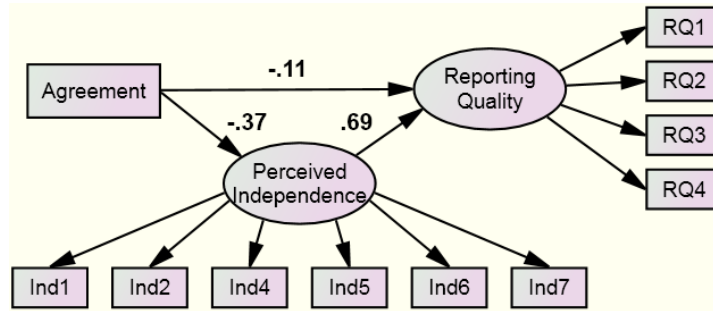 RQ1
-.11
Reporting
Quality
RQ2
Agreement
-.37
.69
RQ3
Perceived
Independence
RQ4
Ind1
Ind2
Ind4
Ind5
Ind6
Ind7